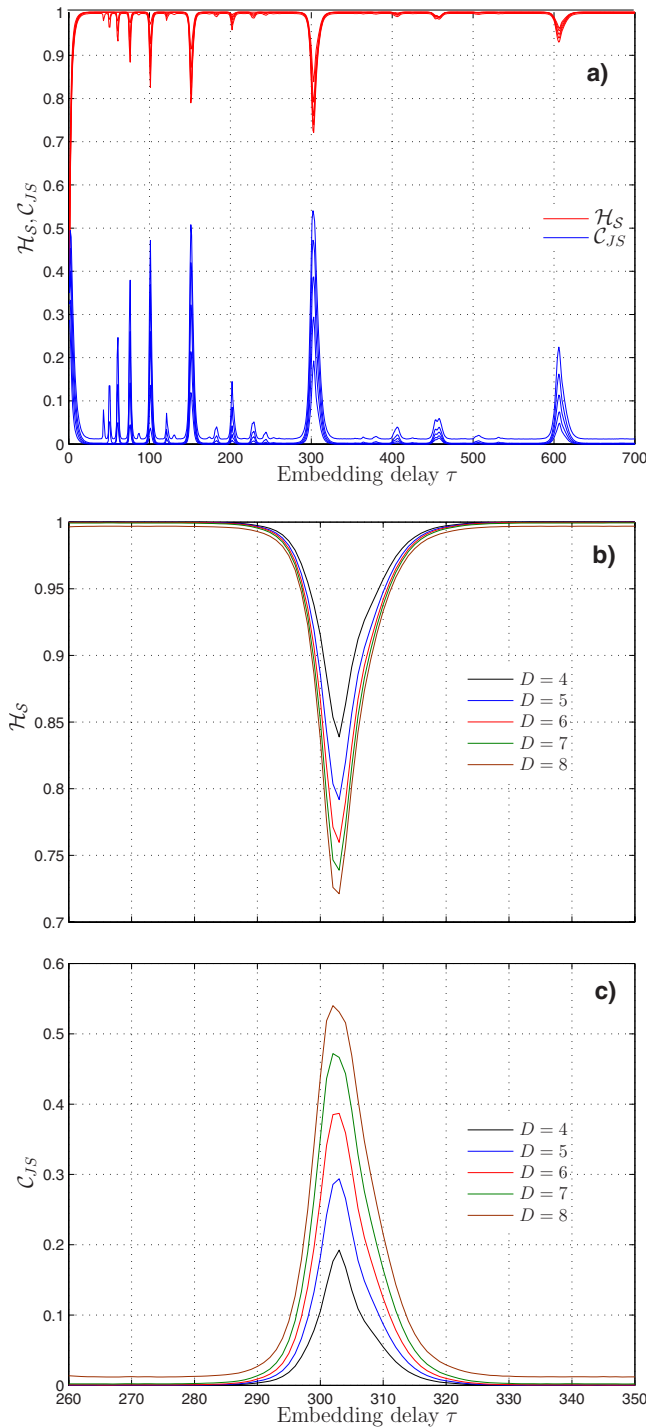 1
0.9
0.8
0.7
0.6
0.5
0.4
0.3
0.2
0.1
0
a)
ℋ_S, 𝒞_JS
ℋ_S
𝒞_JS
0 100 200 300 400 500 600 700
Embedding delay τ
1
0.95
0.9
0.85
0.8
0.75
0.7
b)
ℋ_S
D = 4
D = 5
D = 6
D = 7
D = 8
0.6
0.5
0.4
0.3
0.2
0.1
0
c)
𝒞_JS
D = 4
D = 5
D = 6
D = 7
D = 8
260 270 280 290 300 310 320 330 340 350
Embedding delay τ